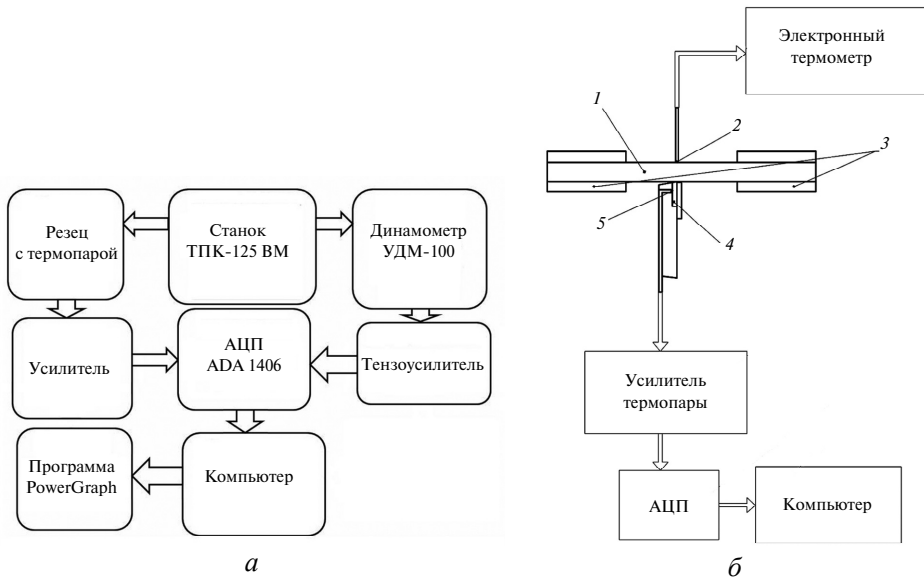 Резец
с термопарой
Станок
ТПК-125 ВМ
Динамометр
УДМ-100
Усилитель
АЦП
ADA 1406
Тензоусилитель
Программа
PowerGraph
Компьютер
а
Электронный
термометр
1
2
3
5
4
Усилитель
термопары
АЦП
Компьютер
б